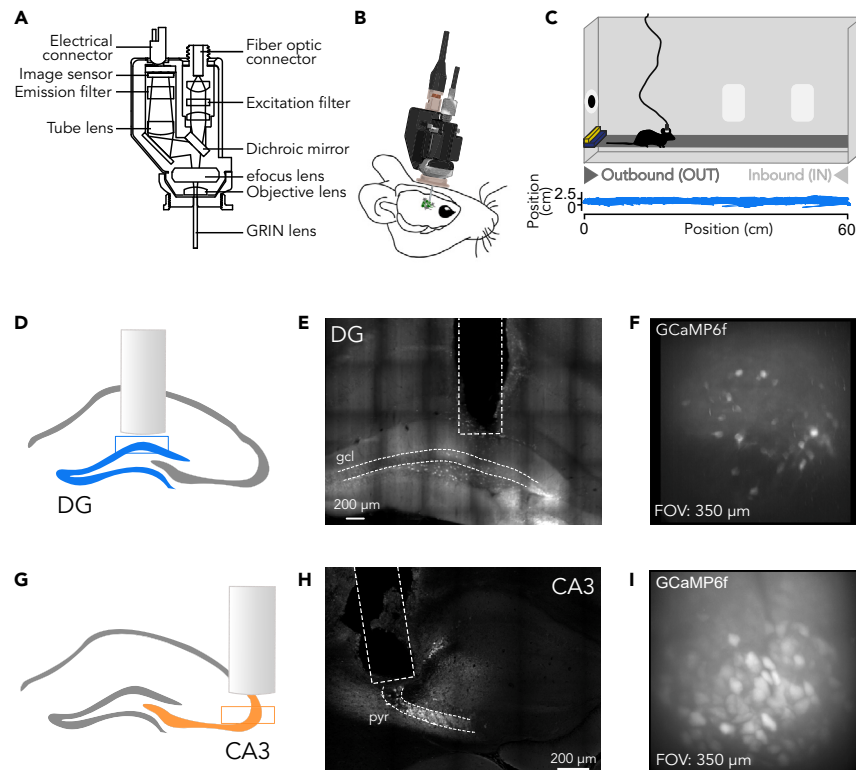 A
Electrical
connector
Image sensor
Emission filter
Tube lens
Fiber optic
connector
Excitation filter
Dichroic mirror
efocus lens
Objective lens
GRIN lens
B
C
Outbound (OUT)
Inbound (IN)
Position
(cm)
2.5
0
0
Position (cm)
60
D
DG
E
DG
gcl
200 µm
F
GCaMP6f
FOV: 350 µm
G
CA3
H
CA3
pyr
200 µm
I
GCaMP6f
FOV: 350 µm